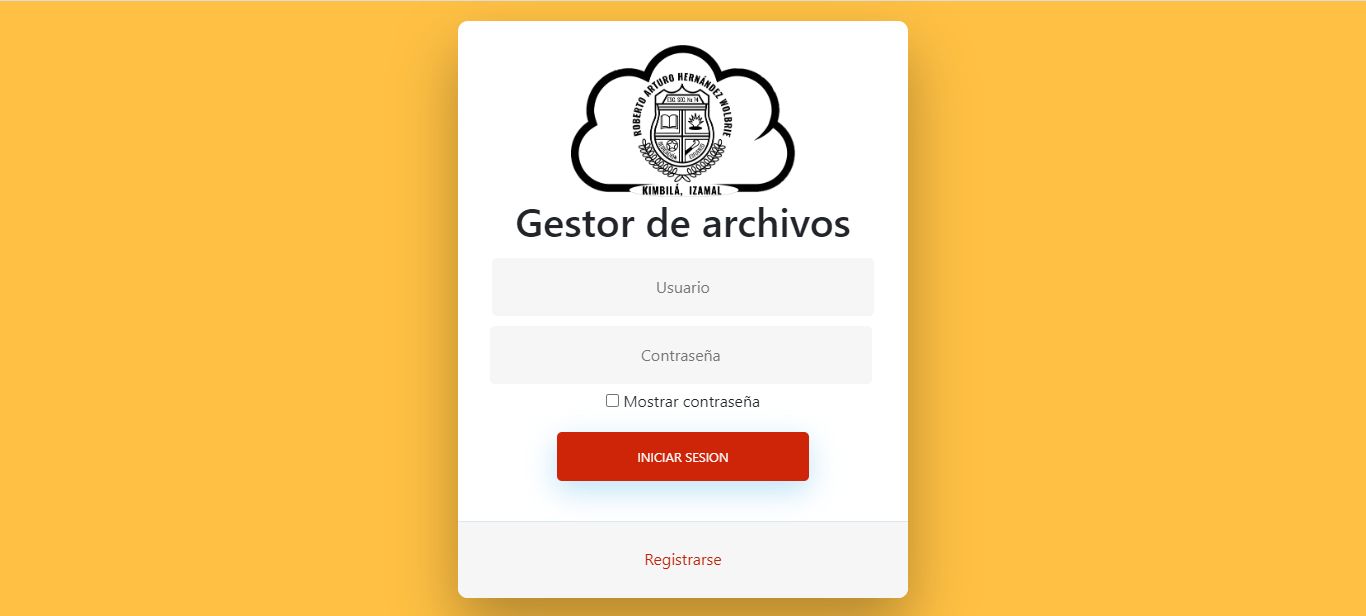 ROBERTO ARTURO HERNÁNDEZ WOLBRIE
ESC. SEC. No. 74
KIMBILÁ, IZAMAL
Gestor de archivos
Usuario
Contraseña
Mostrar contraseña
INICIAR SESION
Registrarse